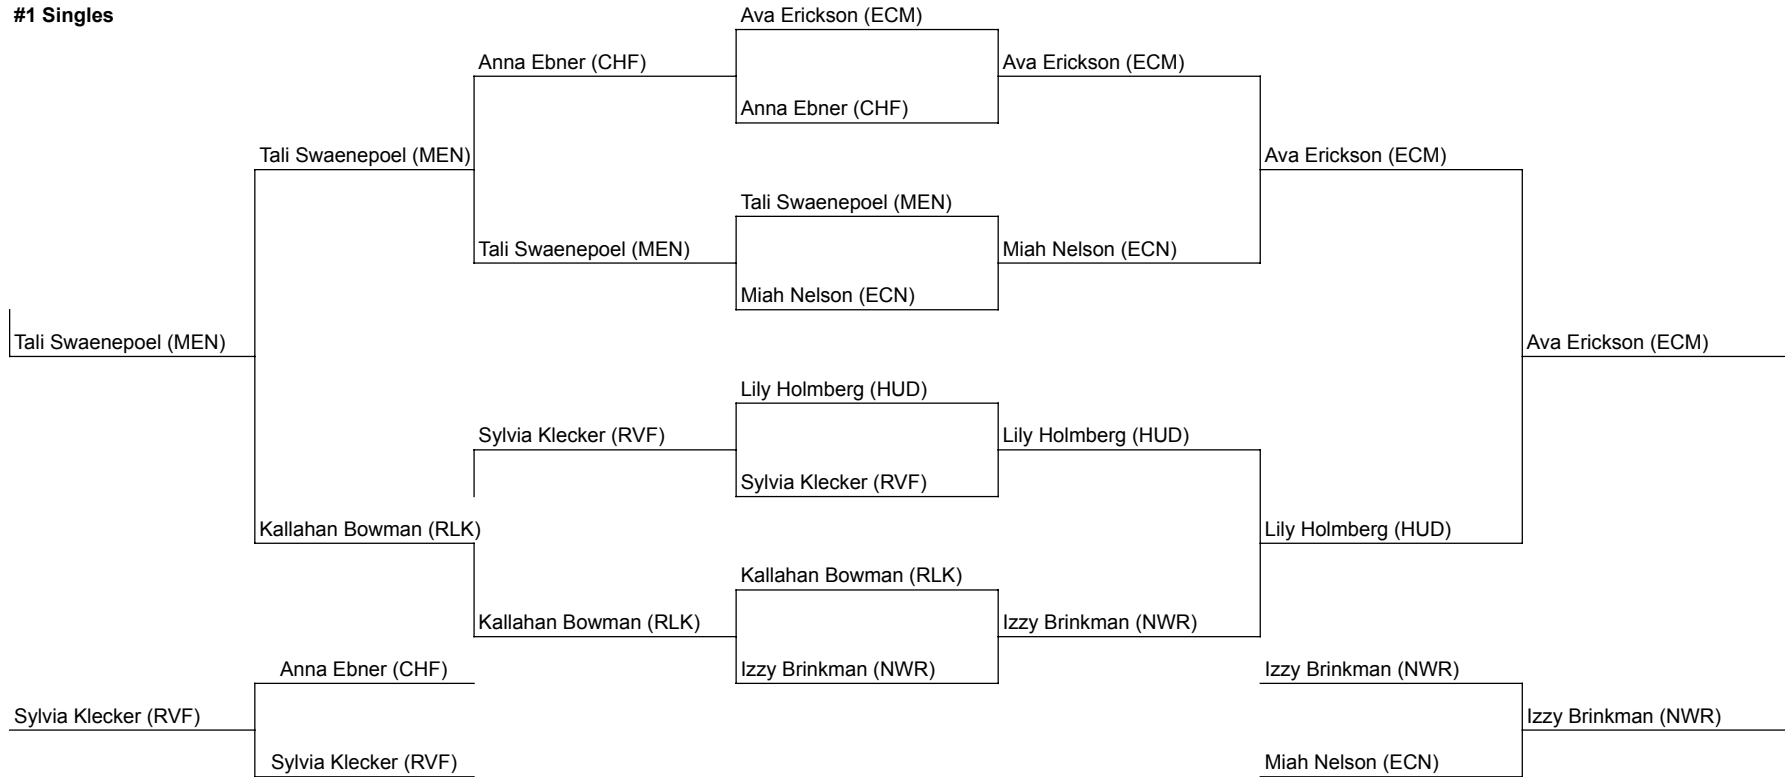 #1 Singles
Ava Erickson (ECM)
Anna Ebner (CHF)
Ava Erickson (ECM)
Anna Ebner (CHF)
Tali Swaenepoel (MEN)
Ava Erickson (ECM)
Tali Swaenepoel (MEN)
Tali Swaenepoel (MEN)
Miah Nelson (ECN)
Miah Nelson (ECN)
Tali Swaenepoel (MEN)
Ava Erickson (ECM)
Lily Holmberg (HUD)
Sylvia Klecker (RVF)
Lily Holmberg (HUD)
Sylvia Klecker (RVF)
Kallahan Bowman (RLK)
Lily Holmberg (HUD)
Kallahan Bowman (RLK)
Kallahan Bowman (RLK)
Izzy Brinkman (NWR)
Anna Ebner (CHF)
Izzy Brinkman (NWR)
Izzy Brinkman (NWR)
Sylvia Klecker (RVF)
Izzy Brinkman (NWR)
Sylvia Klecker (RVF)
Miah Nelson (ECN)